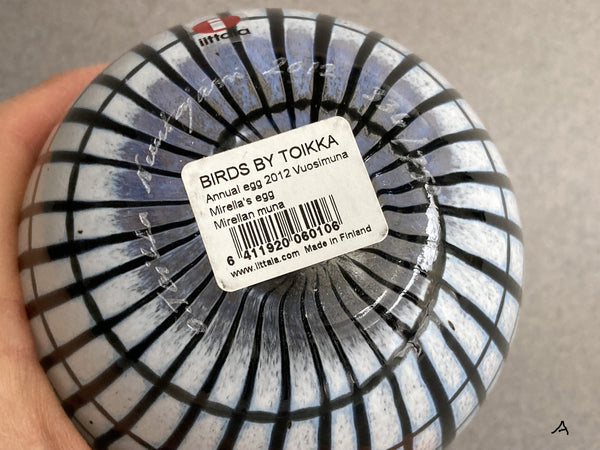 iittala
2012
BIRDS BY TOIKKA
Annual egg 2012 Vuosimuna
Mirella's egg
Mirellan muna
6 411920 060106
www.iittala.com Made in Finland